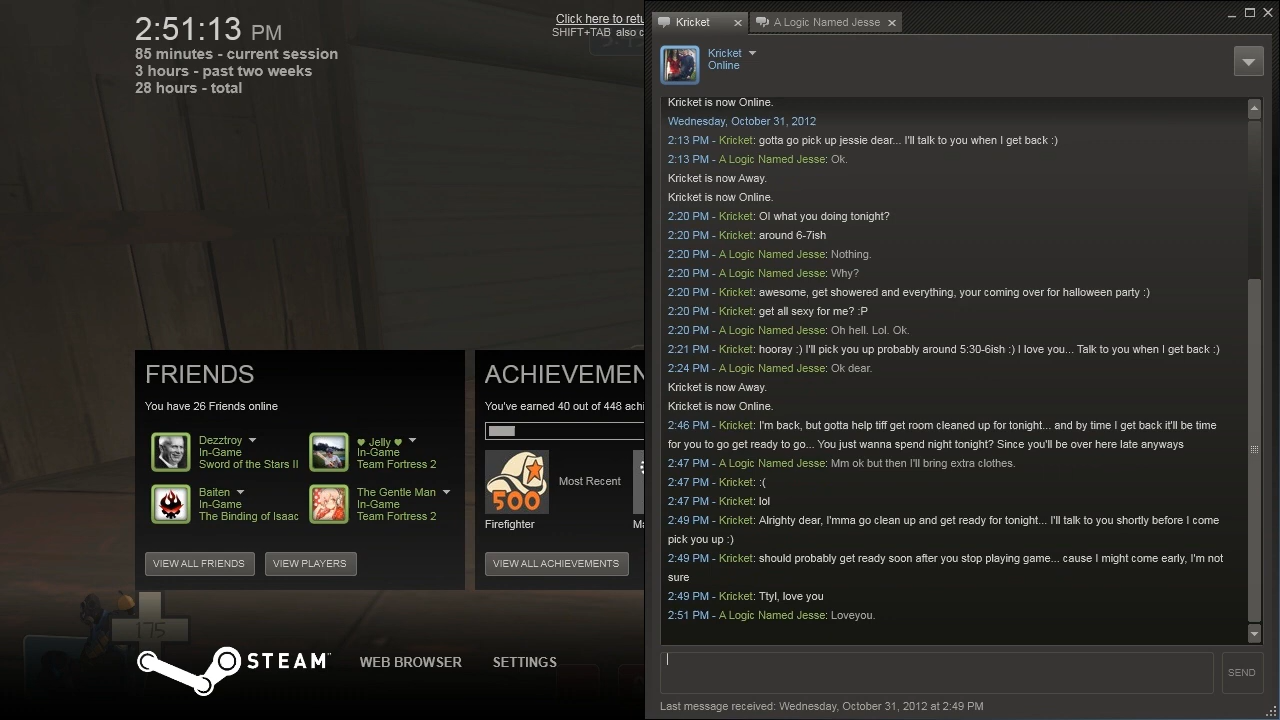 2:51:13 PM
85 minutes - current session
3 hours - past two weeks
28 hours - total
Click here to retu
SHIFT+TAB also c
FRIENDS
You have 26 Friends online
Dezztroy
In-Game
Sword of the Stars II
♥ Jelly ♥
In-Game
Team Fortress 2
Baiten
In-Game
The Binding of Isaac
The Gentle Man
In-Game
Team Fortress 2
VIEW ALL FRIENDS
VIEW PLAYERS
ACHIEVEMEN
You've earned 40 out of 448 achi
500
Most Recent
Firefighter
Ma
VIEW ALL ACHIEVEMENTS
175
STEAM™
WEB BROWSER
SETTINGS
Kricket
A Logic Named Jesse
Kricket
Online
Kricket is now Online.
Wednesday, October 31, 2012
2:13 PM - Kricket: gotta go pick up jessie dear... I'll talk to you when I get back :)
2:13 PM - A Logic Named Jesse: Ok.
Kricket is now Away.
Kricket is now Online.
2:20 PM - Kricket: OI what you doing tonight?
2:20 PM - Kricket: around 6-7ish
2:20 PM - A Logic Named Jesse: Nothing.
2:20 PM - A Logic Named Jesse: Why?
2:20 PM - Kricket: awesome, get showered and everything, your coming over for halloween party :)
2:20 PM - Kricket: get all sexy for me? :P
2:20 PM - A Logic Named Jesse: Oh hell. Lol. Ok.
2:21 PM - Kricket: hooray :) I'll pick you up probably around 5:30-6ish :) I love you... Talk to you when I get back :)
2:24 PM - A Logic Named Jesse: Ok dear.
Kricket is now Away.
Kricket is now Online.
2:46 PM - Kricket: I'm back, but gotta help tiff get room cleaned up for tonight... and by time I get back it'll be time
for you to go get ready to go... You just wanna spend night tonight? Since you'll be over here late anyways
2:47 PM - A Logic Named Jesse: Mm ok but then I'll bring extra clothes.
2:47 PM - Kricket: :(
2:47 PM - Kricket: lol
2:49 PM - Kricket: Alrighty dear, I'mma go clean up and get ready for tonight... I'll talk to you shortly before I come
pick you up :)
2:49 PM - Kricket: should probably get ready soon after you stop playing game... cause I might come early, I'm not
sure
2:49 PM - Kricket: Ttyl, love you
2:51 PM - A Logic Named Jesse: Loveyou.
SEND
Last message received: Wednesday, October 31, 2012 at 2:49 PM